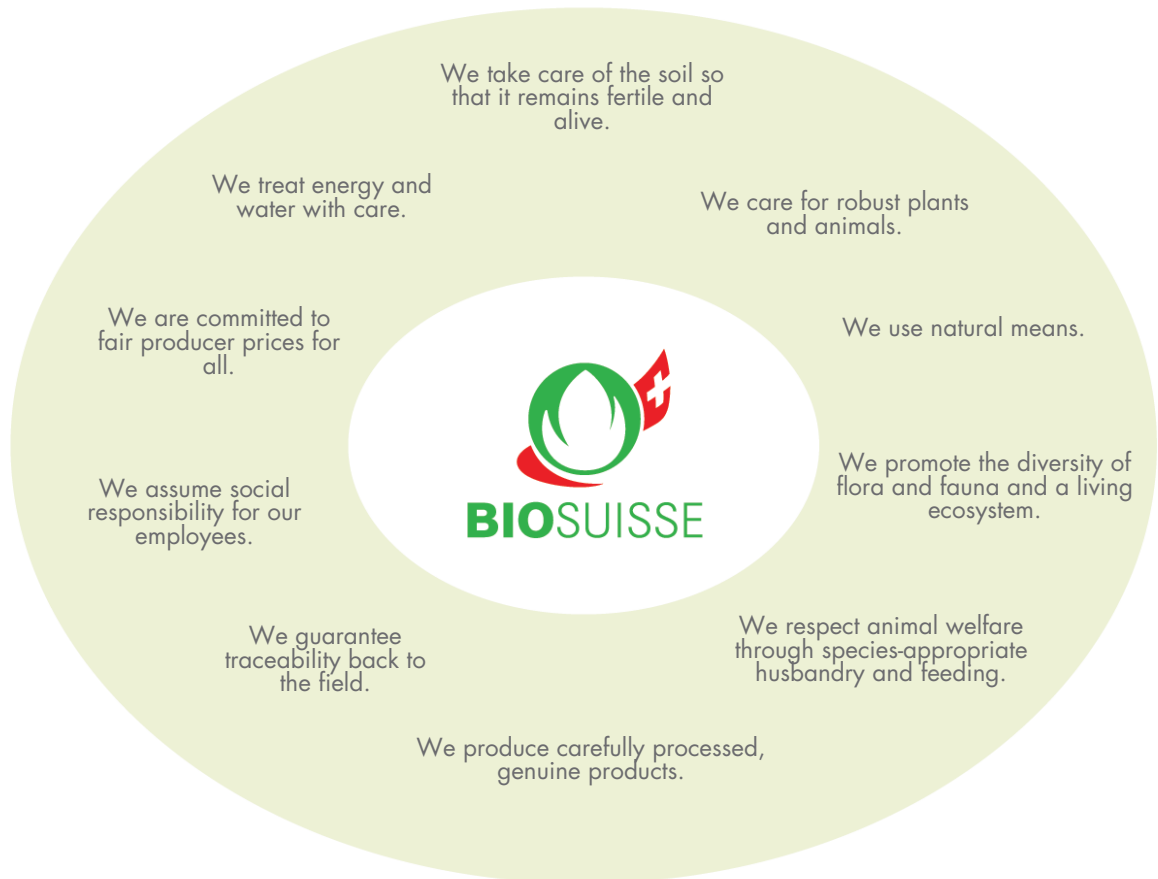 We take care of the soil so
that it remains fertile and
alive.
We care for robust plants
and animals.
We use natural means.
We promote the diversity of
flora and fauna and a living
ecosystem.
We respect animal welfare
through species-appropriate
husbandry and feeding.
We produce carefully processed,
genuine products.
We guarantee
traceability back to
the field.
We assume social
responsibility for our
employees.
We are committed to
fair producer prices for
all.
We treat energy and
water with care.
BIOSUISSE